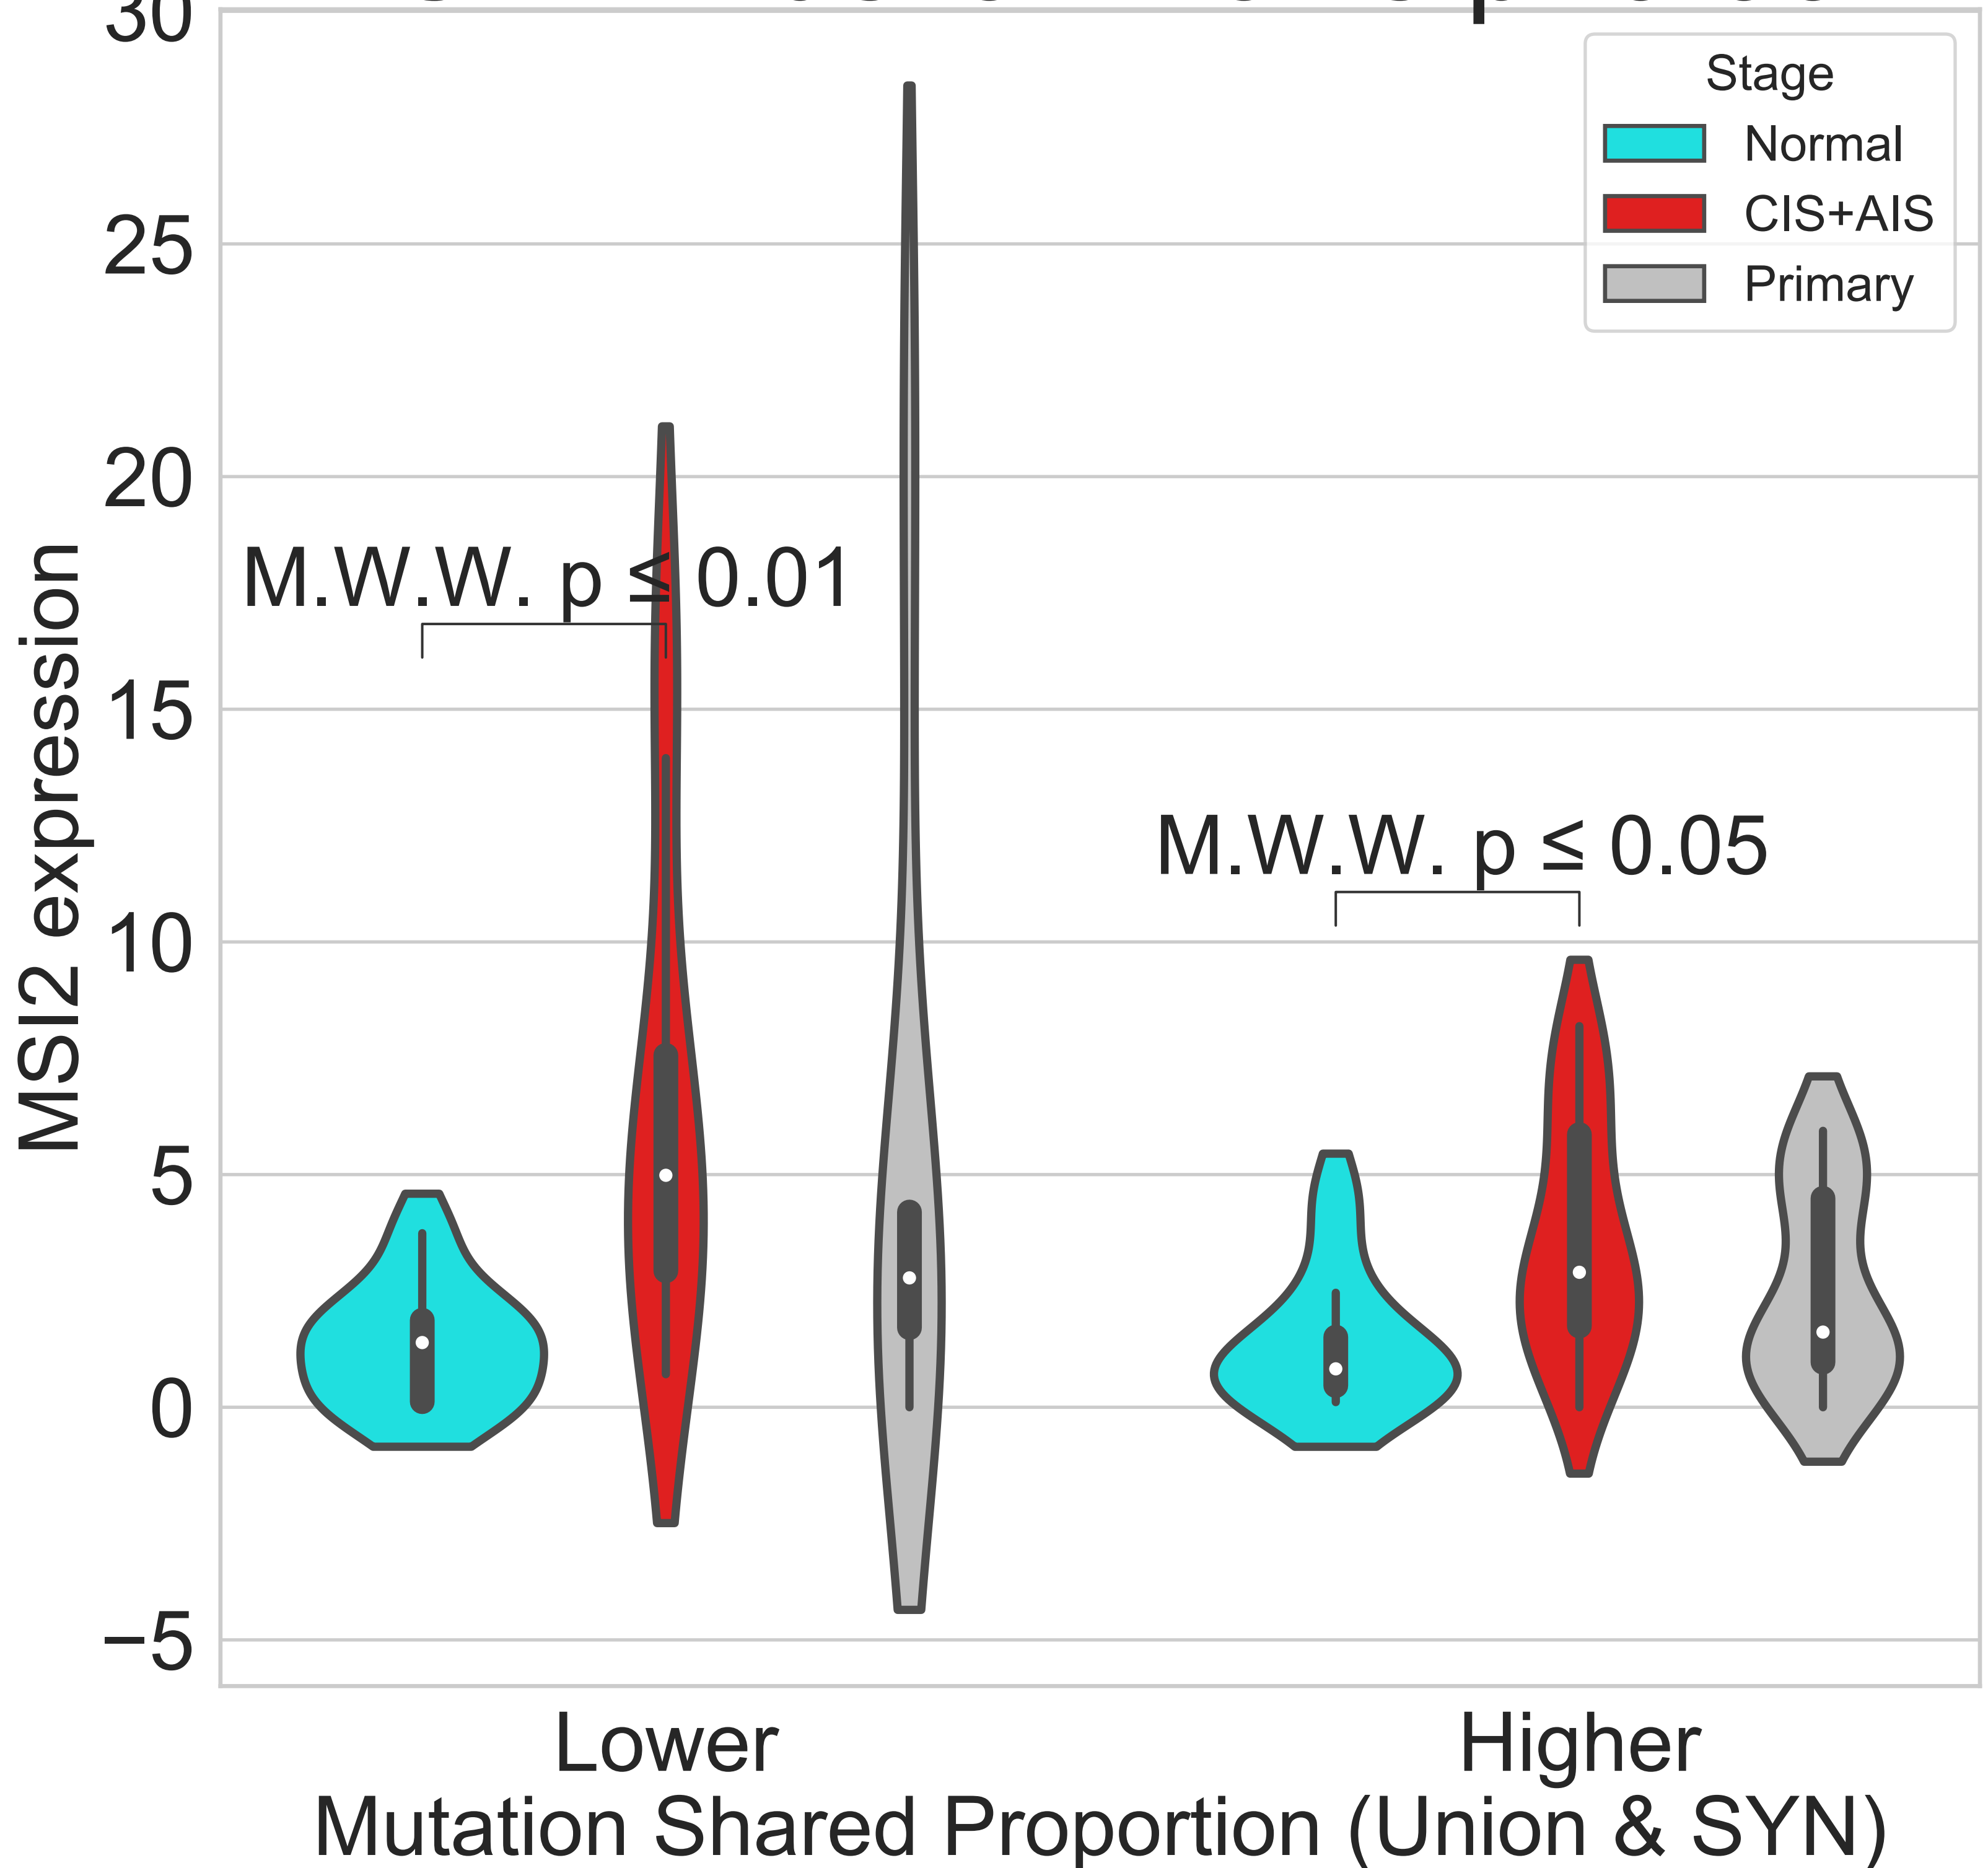 30
Stage
Normal
CIS+AIS
Primary
25
20
M.W.W. p ≤ 0.01
15
M.W.W. p ≤ 0.05
10
5
0
−5
MSI2 expression
Lower
Higher
Mutation Shared Proportion (Union & SYN)